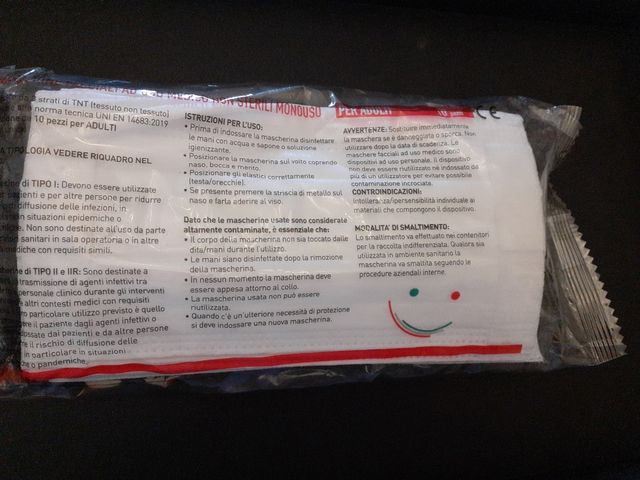 AD USO MEDICO NON STERILI MONOUSO
strati di TNT (tessuto non tessuto)
norma tecnica UNI EN 14683:2019
10 pezzi per ADULTI
TIPOLOGIA VEDERE RIQUADRO NEL
di TIPO I: Devono essere utilizzate
e per altre persone per ridurre
diffusione delle infezioni, in
situazioni epidemiche o
Non sono destinate all'uso da parte
sanitari in sala operatoria o in altre
mediche con requisiti simili.
di TIPO II e IIR: Sono destinate a
trasmissione di agenti infettivi tra
personale clinico durante gli interventi
altri contesti medici con requisiti
particolare utilizzo previsto è quello
il paziente dagli agenti infettivi o
dai pazienti e da altre persone
il rischio di diffusione delle
in particolare in situazioni
o pandemiche.
ISTRUZIONI PER L'USO:
• Prima di indossare la mascherina disinfettare
le mani con acqua e sapone o soluzione
igienizzante.
• Posizionare la mascherina sul volto coprendo
naso, bocca e mento.
• Posizionare gli elastici correttamente
(testa/orecchie).
• Se presente premere la striscia di metallo sul
naso e farla aderire al viso.
Dato che le mascherine usate sono considerate
altamente contaminate, è essenziale che:
• Il corpo della mascherina non sia toccato dalle
dita/mani durante l'utilizzo.
• Le mani siano disinfettate dopo la rimozione
della mascherina.
• In nessun momento la mascherina deve
essere appesa attorno al collo.
• La mascherina usata non può essere
riutilizzata.
• Quando c'è un'ulteriore necessità di protezione
si deve indossare una nuova mascherina.
PER ADULTI
10
CE
AVVERTENZE: Sostituire immediatamente
la maschera se è danneggiata o sporca. Non
utilizzare dopo la data di scadenza. Le
maschere facciali ad uso medico sono
dispositivi ad uso personale. Il dispositivo
non deve essere riutilizzato né indossato da
più di un utilizzatore per evitare possibile
contaminazione incrociata.
CONTROINDICAZIONI:
Intolleranza/ipersensibilità individuale ai
materiali che compongono il dispositivo.
MODALITA' DI SMALTIMENTO:
Lo smaltimento va effettuato nei contenitori
per la raccolta indifferenziata. Qualora sia
utilizzata in ambiente sanitario la
mascherina va smaltita seguendo le
procedure aziendali interne.